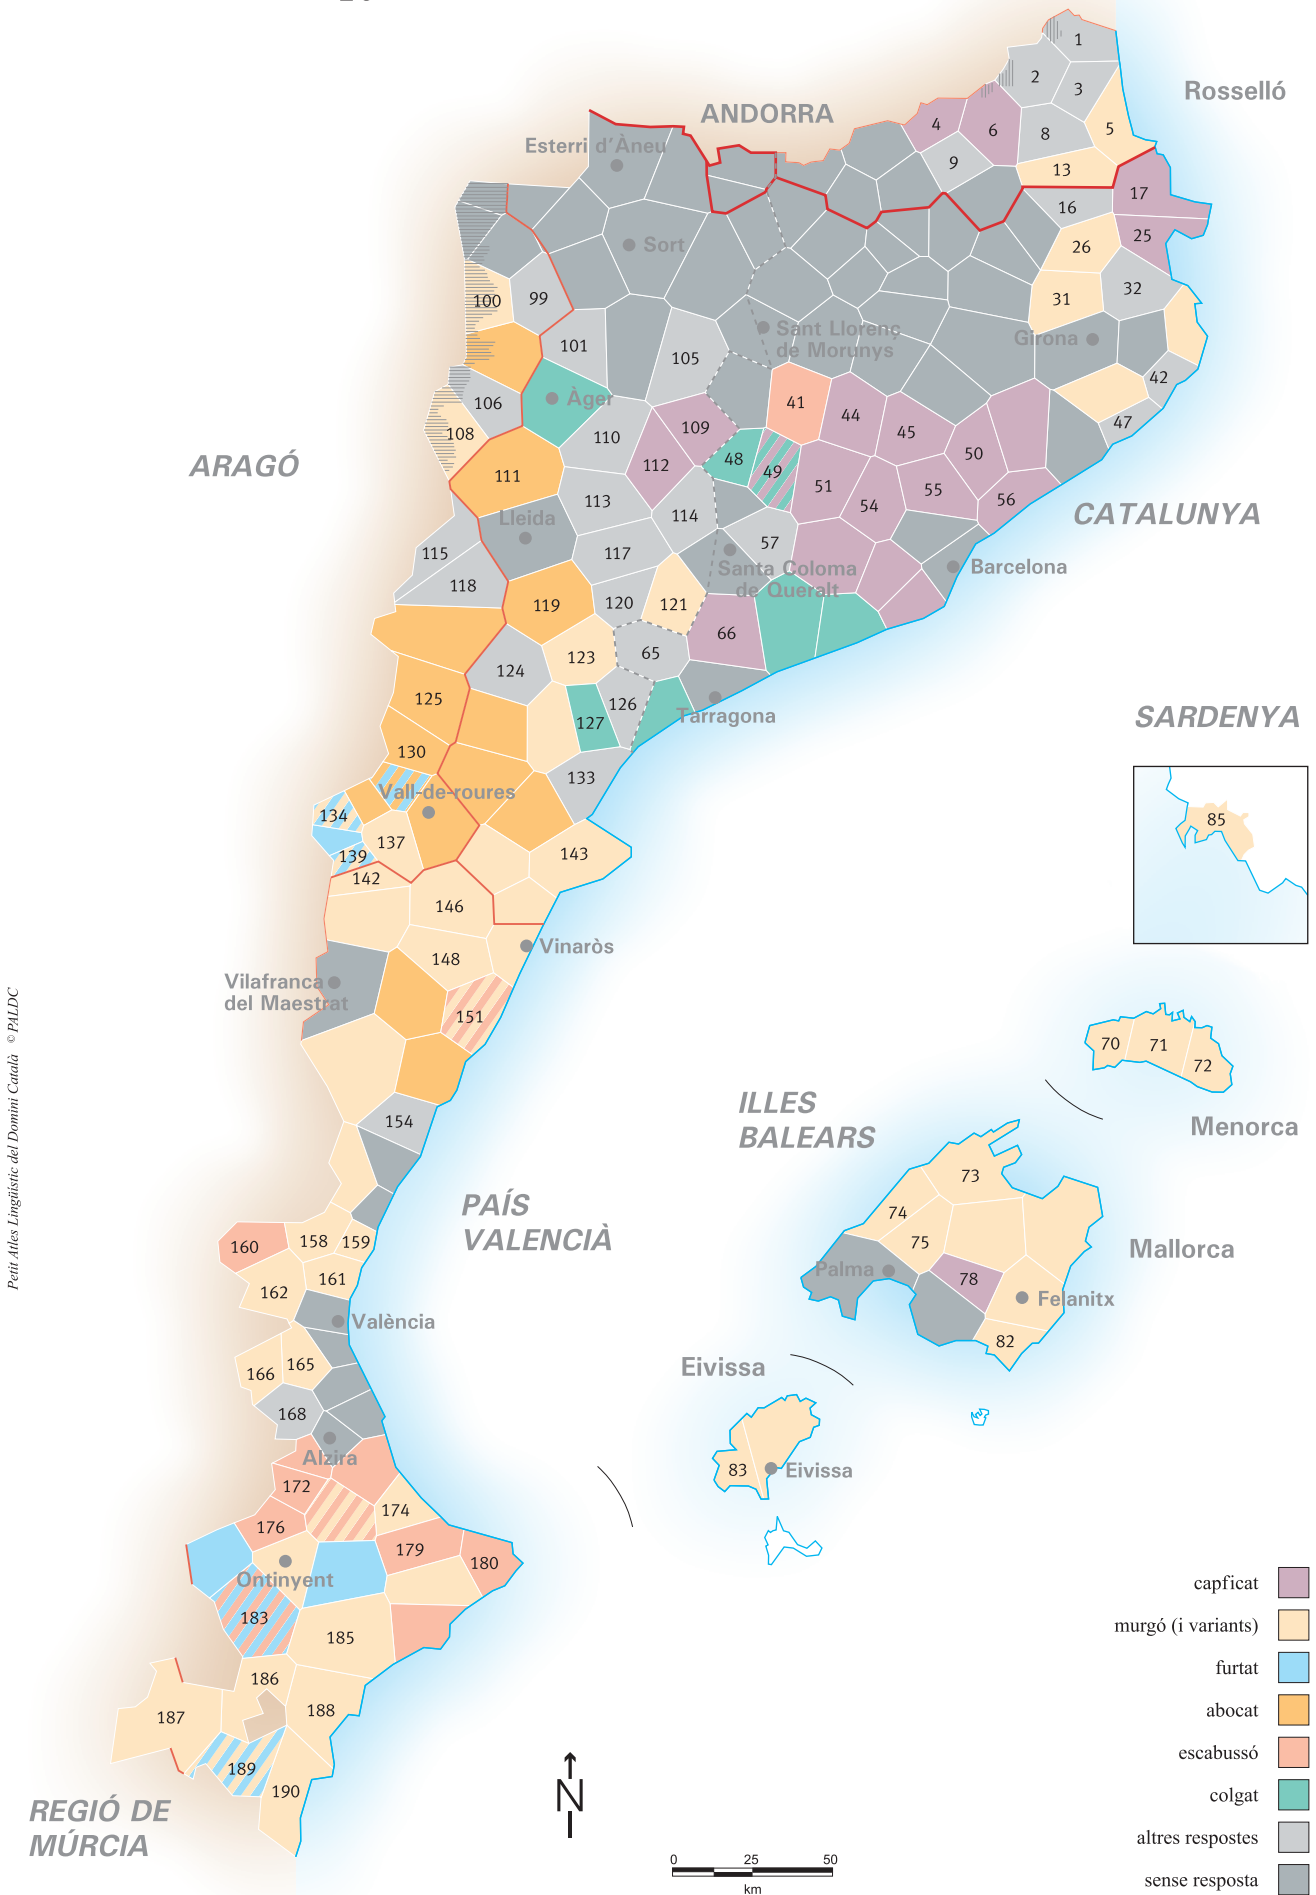 ANDORRA
Rosselló
Esterri d'Àneu
Sort
Sant Llorenç
de Morunys
Girona
Àger
ARAGÓ
Lleida
CATALUNYA
Santa Coloma
de Queralt
Barcelona
Tarragona
SARDENYA
Vall-de-roures
Vinaròs
Vilafranca
del Maestrat
ILLES
BALEARS
Menorca
PAÍS
VALENCIÀ
Mallorca
Palma
Felanitx
València
Eivissa
Eivissa
Alzira
Ontinyent
REGIÓ DE
MÚRCIA
1
2
3
4
6
8
5
9
13
17
16
25
26
32
31
42
47
100
99
101
105
106
108
41
44
45
50
109
110
112
48
49
51
54
55
56
111
113
114
57
115
117
118
119
120
121
66
65
123
124
125
126
127
130
133
134
137
139
142
143
146
148
151
154
85
70
71
72
73
74
75
78
82
83
158
159
160
161
162
165
166
168
172
174
176
179
180
183
185
186
187
188
189
190
capficat
murgó (i variants)
furtat
abocat
escabussó
colgat
altres respostes
sense resposta
N
0 25 50
km
Petit Atles Lingüístic del Domini Català © PALDC